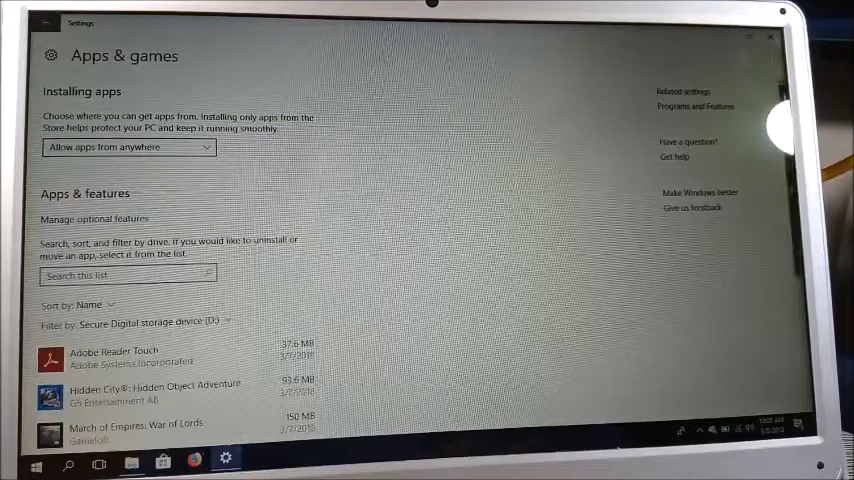 Settings
Apps & games
Installing apps
Choose where you can get apps from. Installing only apps from the
Store helps protect your PC and keep it running smoothly.
Allow apps from anywhere
Apps & features
Manage optional features
Search, sort, and filter by drive. If you would like to uninstall or
move an app, select it from the list.
Search this list
Sort by: Name
Filter by: Secure Digital storage device (D:)
Adobe Reader Touch
37.6 MB
Adobe Systems Incorporated
3/7/2018
Hidden City®: Hidden Object Adventure
93.6 MB
G5 Entertainment AB
3/7/2018
March of Empires: War of Lords
150 MB
Gameloft
3/7/2018
Related settings
Programs and Features
Have a question?
Get help
Make Windows better
Give us feedback
10:25 AM
3/8/2018